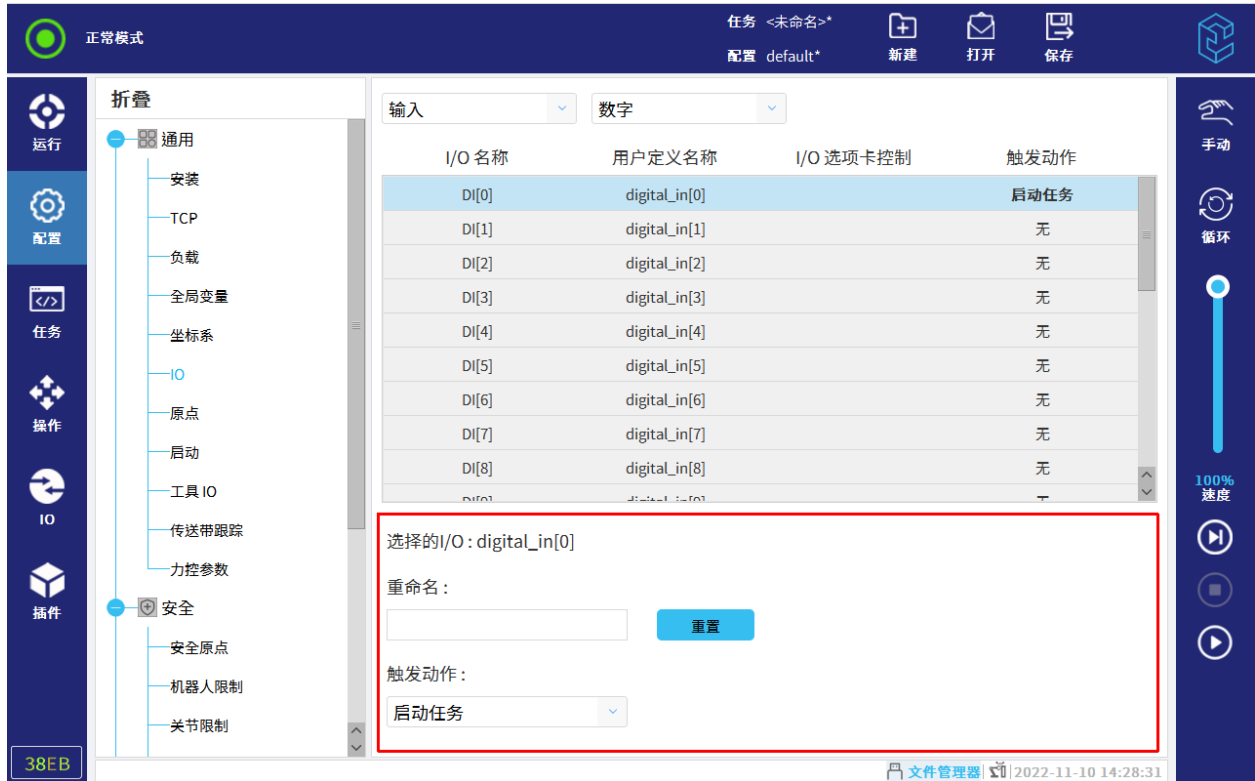 正常模式
任务 <未命名>*
配置 default*
新建
打开
保存
运行
配置
任务
操作
IO
插件
38EB
折叠
通用
安装
TCP
负载
全局变量
坐标系
IO
原点
启动
工具 IO
传送带跟踪
力控参数
安全
安全原点
机器人限制
关节限制
输入 数字
I/O 名称 用户定义名称 I/O 选项卡控制 触发动作
DI[0] digital_in[0] 启动任务
DI[1] digital_in[1] 无
DI[2] digital_in[2] 无
DI[3] digital_in[3] 无
DI[4] digital_in[4] 无
DI[5] digital_in[5] 无
DI[6] digital_in[6] 无
DI[7] digital_in[7] 无
DI[8] digital_in[8] 无
选择的I/O : digital_in[0]
重命名 :
重置
触发动作 :
启动任务
手动
循环
100%
速度
文件管理器 2022-11-10 14:28:31